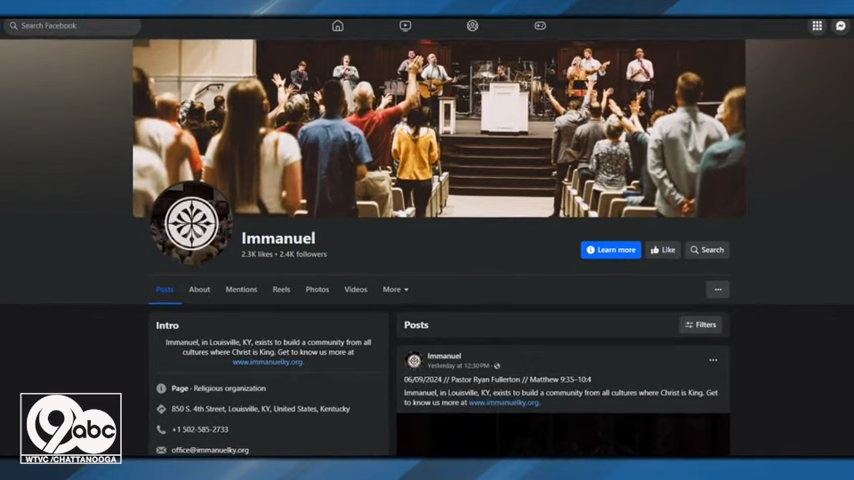 Search Facebook
Immanuel
2.3K likes • 2.4K followers
Learn more
Like
Search
Posts
About
Mentions
Reels
Photos
Videos
More
Intro
Immanuel, in Louisville, KY, exists to build a community from all
cultures where Christ is King. Get to know us more at
www.immanuelky.org.
Page · Religious organization
850 S. 4th Street, Louisville, KY, United States, Kentucky
+1 502-585-2733
office@immanuelky.org
Posts
Filters
Immanuel
Yesterday at 12:30 PM ·
06/09/2024 // Pastor Ryan Fullerton // Matthew 9:35-10:4
Immanuel, in Louisville, KY, exists to build a community from all cultures where Christ is King. Get
to know us more at www.immanuelky.org.
9 abc
WTVC / CHATTANOOGA